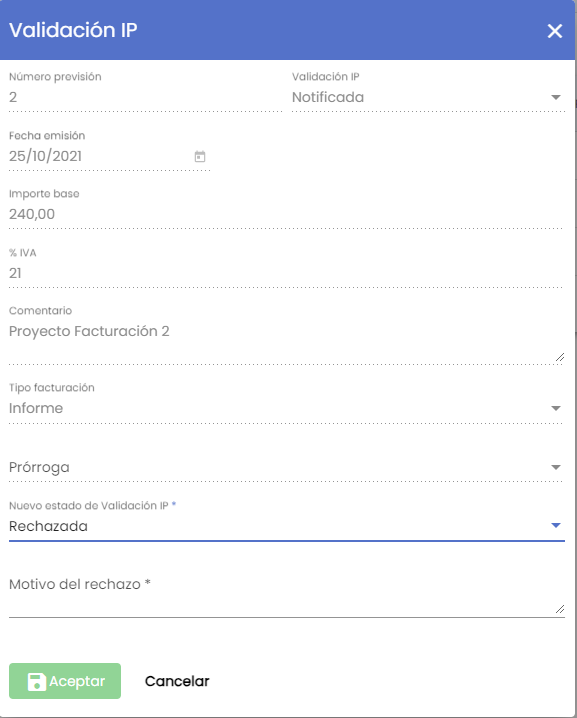 Validación IP
Número previsión
2
Validación IP
Notificada
Fecha emisión
25/10/2021
Importe base
240,00
% IVA
21
Comentario
Proyecto Facturación 2
Tipo facturación
Informe
Prórroga
Nuevo estado de Validación IP *
Rechazada
Motivo del rechazo *
Aceptar
Cancelar